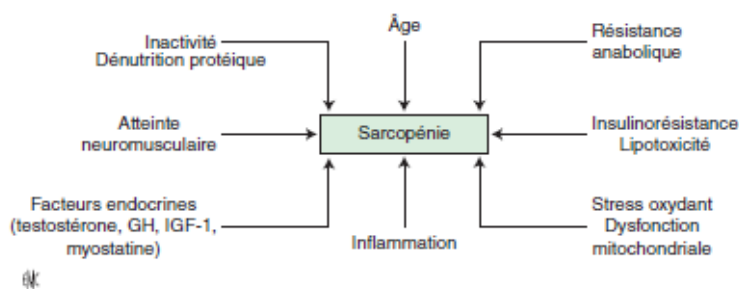 Âge
Inactivité
Dénutrition protéique
Résistance
anabolique
Atteinte
neuromusculaire
Sarcopénie
Insulinorésistance
Lipotoxicité
Facteurs endocrines
(testostérone, GH, IGF-1,
myostatine)
Inflammation
Stress oxydant
Dysfonction
mitochondriale